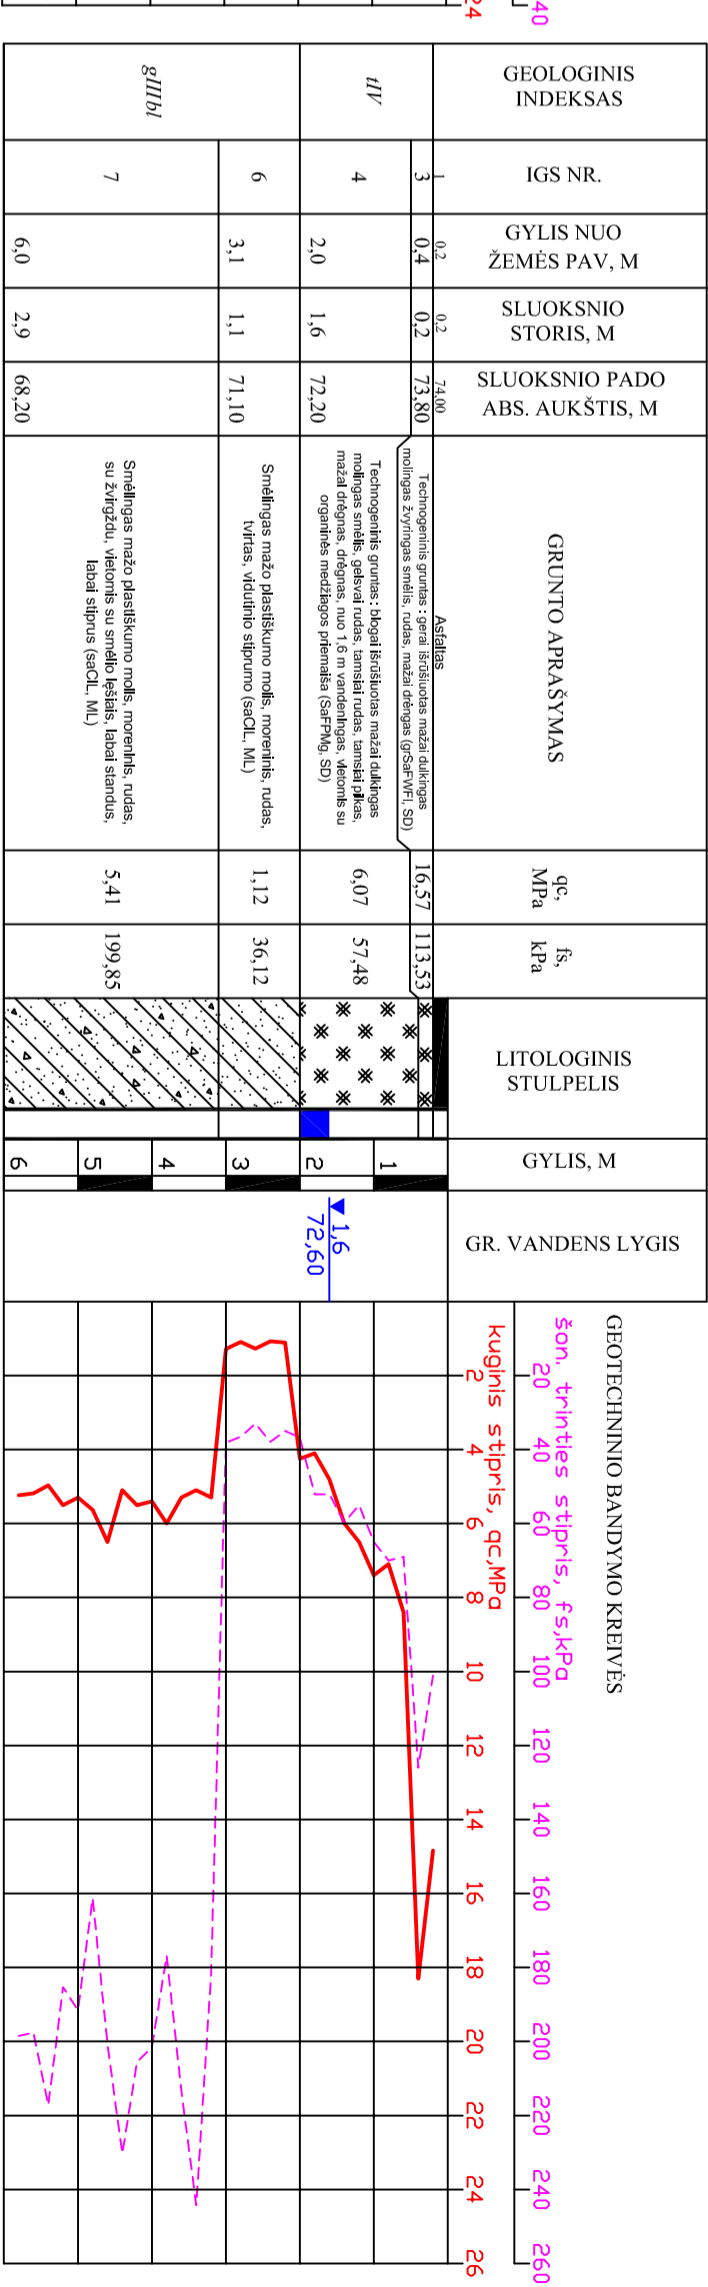 24
40
GEOLOGINIS
INDEKSAS
IGS NR.
GYLIS NUO
ŽEMĖS PAV, M
SLUOKSNIO
STORIS, M
SLUOKSNIO PADO
ABS. AUKŠTIS, M
GRUNTO APRAŠYMAS
qc,
MPa
fs,
kPa
LITOLOGINIS
STULPELIS
GYLIS, M
GR. VANDENS LYGIS
GEOTECHNINIO BANDYMO KREIVĖS
šon. trinties stipris, fs,kPa
20 40 60 80 100 120 140 160 180 200 220 240 260
kūginis stipris, qc,MPa
2 4 6 8 10 12 14 16 18 20 22 24 26
1 0,2 0,2 74,00 Asfaltas
tIV
3 0,4 0,2 73,80
Technogeninis gruntas : gerai išrūšiuotas mažai dulkingas
molingas žvyringas smėlis, rudas, mažai drėgnas (grSaFWFl, SD)
16,57 113,53
4 2,0 1,6 72,20
Technogeninis gruntas : blogai išrūšiuotas mažai dulkingas
molingas smėlis, gelsvai rudas, tamsiai rudas, tamsiai pilkas,
mažai drėgnas, drėgnas, nuo 1,6 m vandeningas, vietomis su
organinės medžiagos priemaiša (SaFPMg, SD)
6,07 57,48
gIIIbl
6 3,1 1,1 71,10
Smėlingas mažo plastiškumo molis, moreninis, rudas,
tvirtas, vidutinio stiprumo (saClL, ML)
1,12 36,12
7 6,0 2,9 68,20
Smėlingas mažo plastiškumo molis, moreninis, rudas,
su žvirgždu, vietomis su smėlio lęšiais, labai standus,
labai stiprus (saClL, ML)
5,41 199,85
1
2
3
4
5
6
1,6
72,60